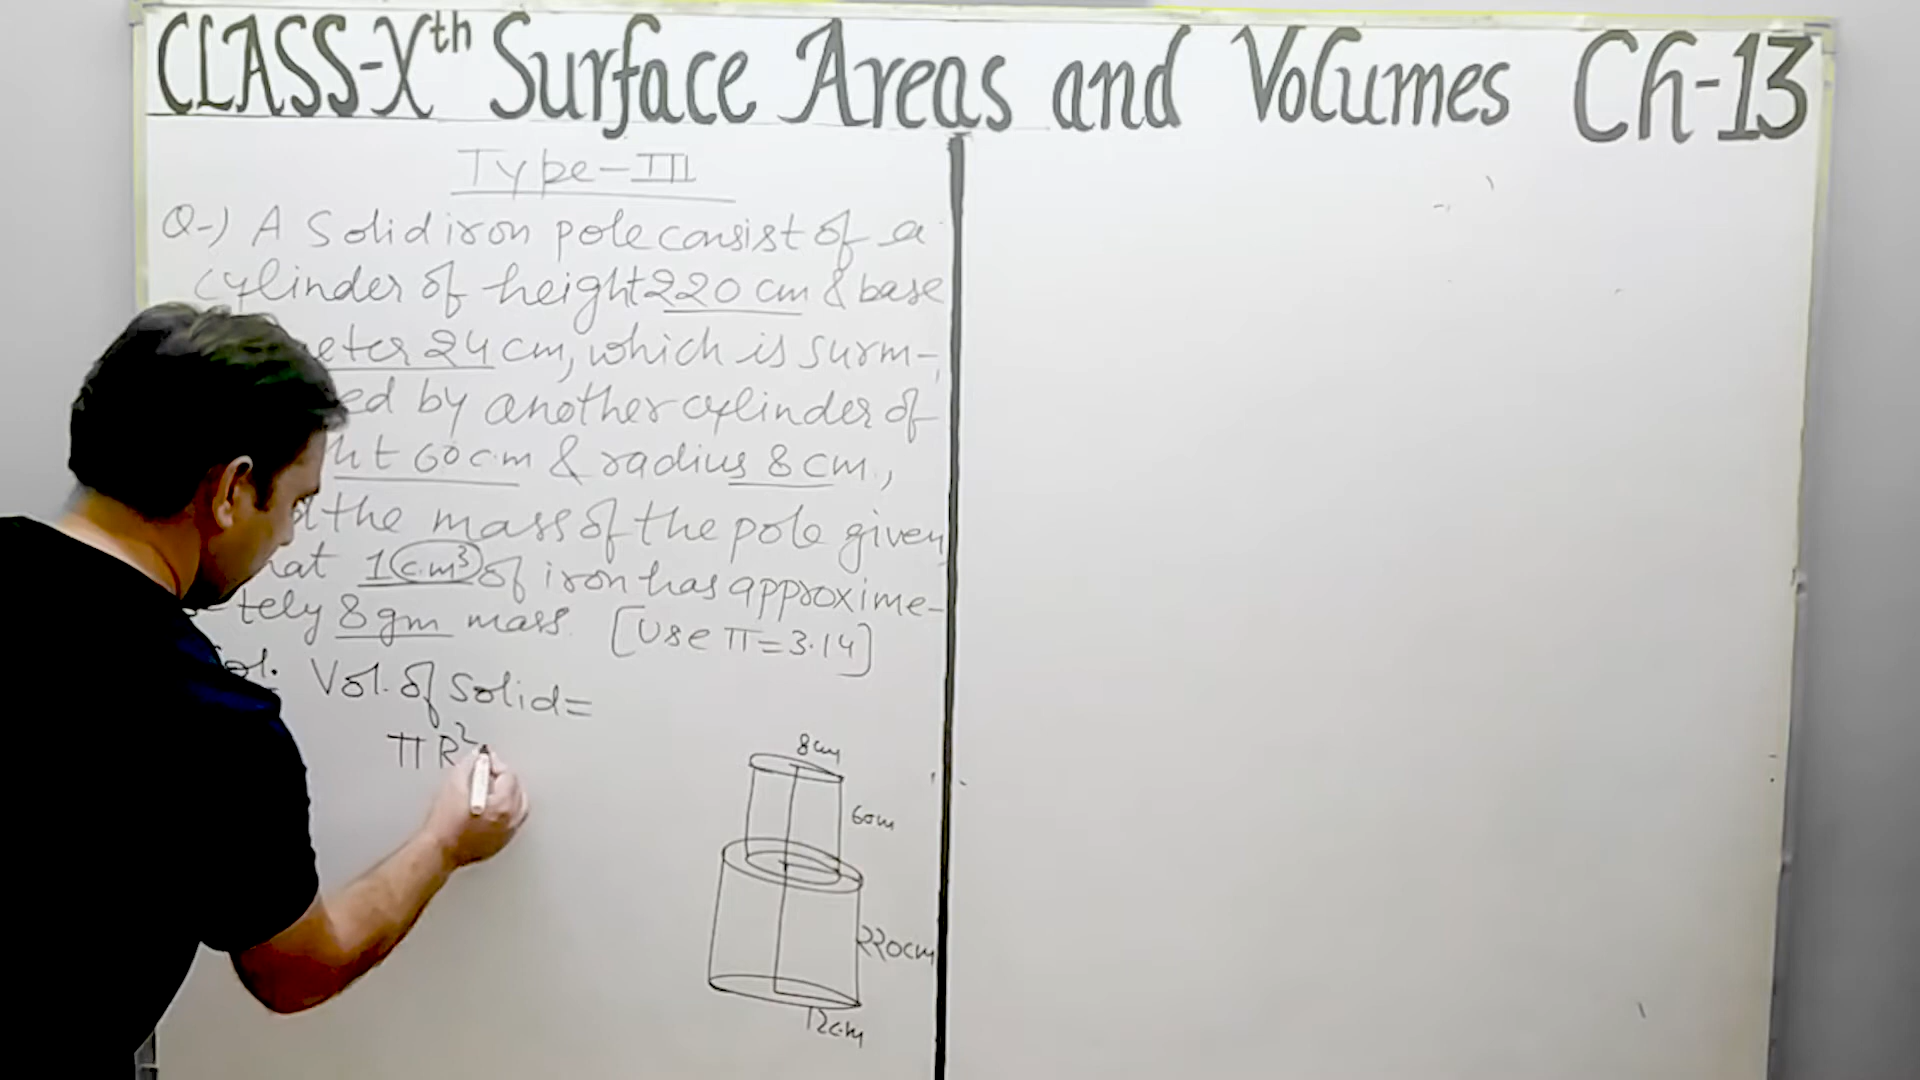 CLASS-Xth Surface Areas and Volumes Ch-13
Type-III
Q-) A Solid iron pole consist of a
cylinder of height 220 cm & base
eter 24 cm, which is surm-
ed by another cylinder of
ht 60 cm & radius 8 cm.,
d the mass of the pole given
hat 1 cm³ of iron has approxime-
tely 8 gm mass. [Use π=3.14]
Sol. Vol. of Solid=
πR²
8cm
60cm
220cm
12cm